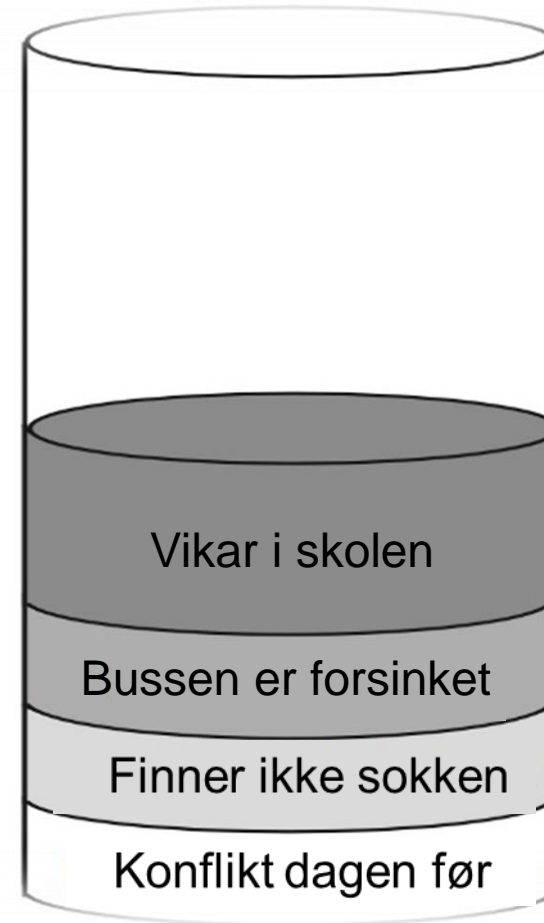 Vikar i skolen
Bussen er forsinket
Finner ikke sokken
Konflikt dagen før